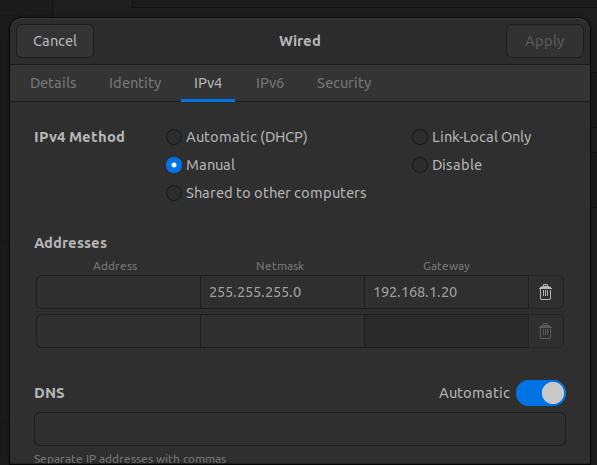 Cancel Wired Apply
Details Identity IPv4 IPv6 Security
IPv4 Method Automatic (DHCP) Link-Local Only
Manual Disable
Shared to other computers
Addresses
Address Netmask Gateway
255.255.255.0 192.168.1.20
DNS Automatic
Separate IP addresses with commas